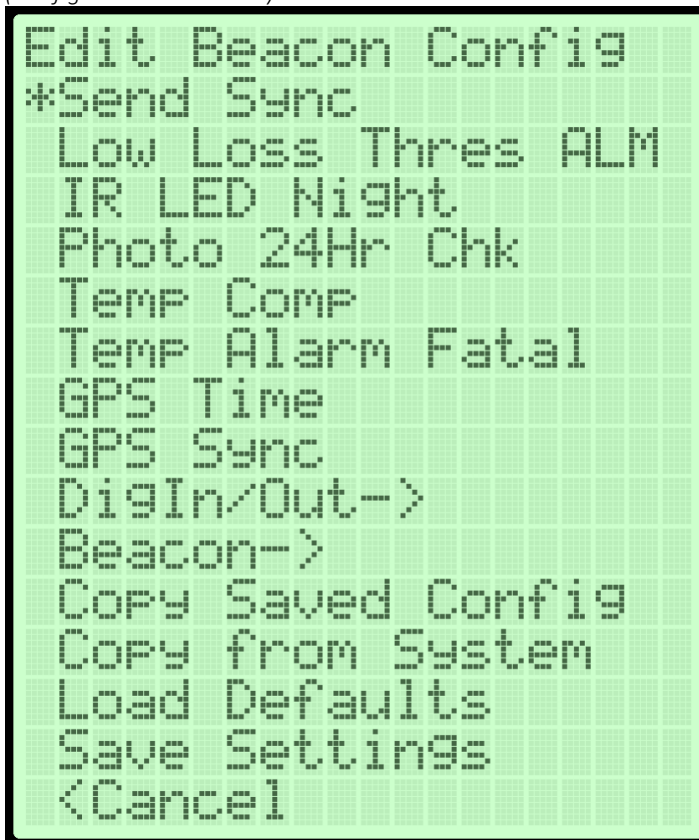 Edit Beacon Config
*Send Sync
Low Loss Thres ALM
IR LED Night
Photo 24Hr Chk
Temp Comp
Temp Alarm Fatal
GPS Time
GPS Sync
DigIn/Out->
Beacon->
Copy Saved Config
Copy from System
Load Defaults
Save Settings
<Cancel